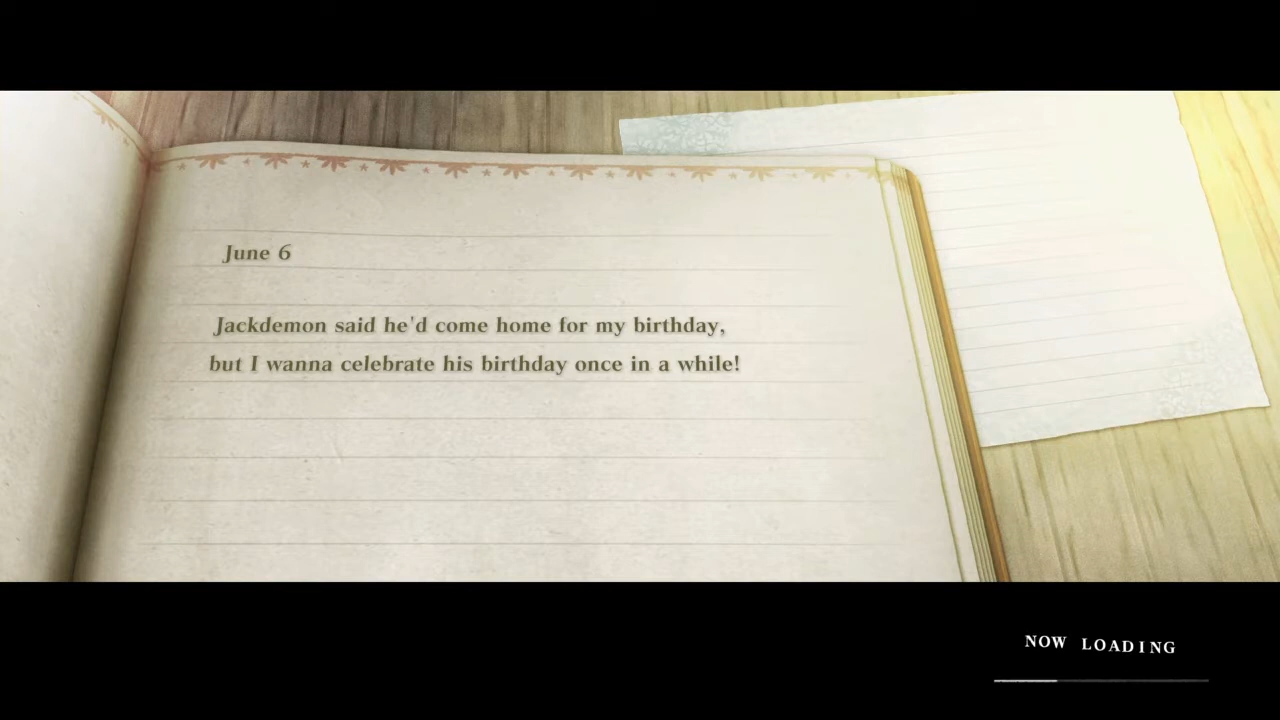 June 6
Jackdemon said he'd come home for my birthday,
but I wanna celebrate his birthday once in a while!
NOW LOADING